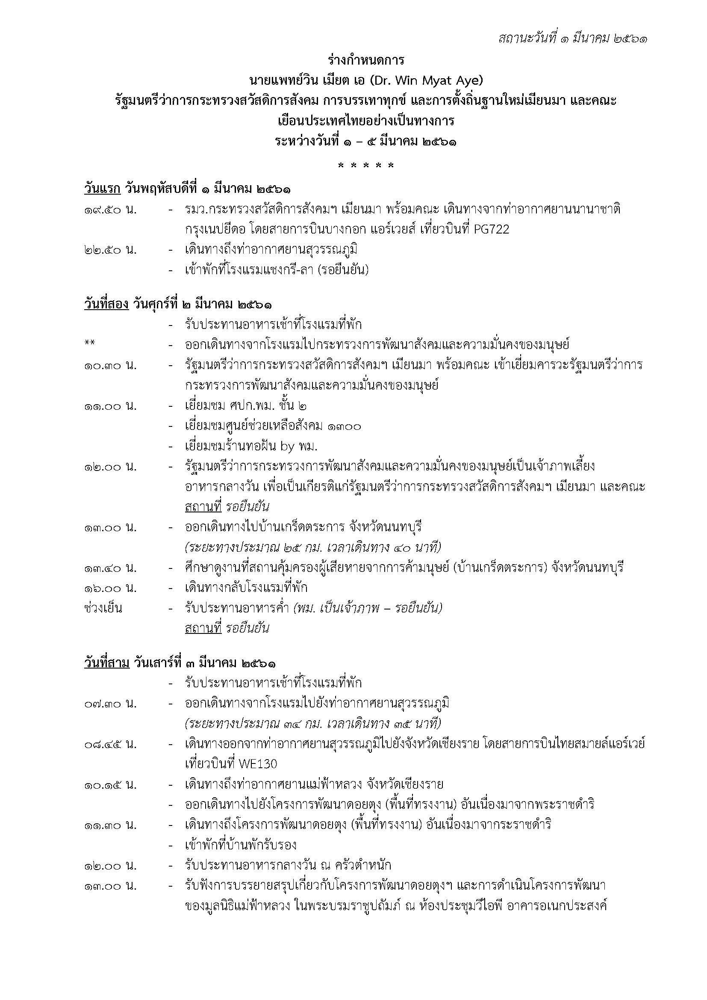 สถานะวันที่ ๑ มีนาคม ๒๕๖๑
ร่างกำหนดการ
นายแพทย์วิน เมียต เอ (Dr. Win Myat Aye)
รัฐมนตรีว่าการกระทรวงสวัสดิการสังคม การบรรเทาทุกข์ และการตั้งถิ่นฐานใหม่เมียนมา และคณะ
เยือนประเทศไทยอย่างเป็นทางการ
ระหว่างวันที่ ๑ – ๕ มีนาคม ๒๕๖๑
* * * * *
วันแรก วันพฤหัสบดีที่ ๑ มีนาคม ๒๕๖๑
๑๙.๕๐ น. - รมว.กระทรวงสวัสดิการสังคมฯ เมียนมา พร้อมคณะ เดินทางจากท่าอากาศยานนานาชาติ
กรุงเนปยีดอ โดยสายการบินบางกอก แอร์เวยส์ เที่ยวบินที่ PG722
๒๒.๕๐ น. - เดินทางถึงท่าอากาศยานสุวรรณภูมิ
- เข้าพักที่โรงแรมแชงกรี-ลา (รอยืนยัน)
วันที่สอง วันศุกร์ที่ ๒ มีนาคม ๒๕๖๑
- รับประทานอาหารเช้าที่โรงแรมที่พัก
** - ออกเดินทางจากโรงแรมไปกระทรวงการพัฒนาสังคมและความมั่นคงของมนุษย์
๑๐.๓๐ น. - รัฐมนตรีว่าการกระทรวงสวัสดิการสังคมฯ เมียนมา พร้อมคณะ เข้าเยี่ยมคารวะรัฐมนตรีว่าการ
กระทรวงการพัฒนาสังคมและความมั่นคงของมนุษย์
๑๑.๐๐ น. - เยี่ยมชม ศปก.พม. ชั้น ๒
- เยี่ยมชมศูนย์ช่วยเหลือสังคม ๑๓๐๐
- เยี่ยมชมร้านทอฝัน by พม.
๑๒.๐๐ น. - รัฐมนตรีว่าการกระทรวงการพัฒนาสังคมและความมั่นคงของมนุษย์เป็นเจ้าภาพเลี้ยง
อาหารกลางวัน เพื่อเป็นเกียรติแก่รัฐมนตรีว่าการกระทรวงสวัสดิการสังคมฯ เมียนมา และคณะ
สถานที่ รอยืนยัน
๑๓.๐๐ น. - ออกเดินทางไปบ้านเกร็ดตระการ จังหวัดนนทบุรี
(ระยะทางประมาณ ๒๕ กม. เวลาเดินทาง ๔๐ นาที)
๑๓.๔๐ น. - ศึกษาดูงานที่สถานคุ้มครองผู้เสียหายจากการค้ามนุษย์ (บ้านเกร็ดตระการ) จังหวัดนนทบุรี
๑๖.๐๐ น. - เดินทางกลับโรงแรมที่พัก
ช่วงเย็น - รับประทานอาหารค่ำ (พม. เป็นเจ้าภาพ – รอยืนยัน)
สถานที่ รอยืนยัน
วันที่สาม วันเสาร์ที่ ๓ มีนาคม ๒๕๖๑
- รับประทานอาหารเช้าที่โรงแรมที่พัก
๐๗.๓๐ น. - ออกเดินทางจากโรงแรมไปยังท่าอากาศยานสุวรรณภูมิ
(ระยะทางประมาณ ๓๔ กม. เวลาเดินทาง ๓๕ นาที)
๐๘.๔๕ น. - เดินทางออกจากท่าอากาศยานสุวรรณภูมิไปยังจังหวัดเชียงราย โดยสายการบินไทยสมายล์แอร์เวย์
เที่ยวบินที่ WE130
๑๐.๑๕ น. - เดินทางถึงท่าอากาศยานแม่ฟ้าหลวง จังหวัดเชียงราย
- ออกเดินทางไปยังโครงการพัฒนาดอยตุง (พื้นที่ทรงงาน) อันเนื่องมาจากพระราชดำริ
๑๑.๓๐ น. - เดินทางถึงโครงการพัฒนาดอยตุง (พื้นที่ทรงงาน) อันเนื่องมาจากระราชดำริ
- เข้าพักที่บ้านพักรับรอง
๑๒.๐๐ น. - รับประทานอาหารกลางวัน ณ ครัวตำหนัก
๑๓.๐๐ น. - รับฟังการบรรยายสรุปเกี่ยวกับโครงการพัฒนาดอยตุงฯ และการดำเนินโครงการพัฒนา
ของมูลนิธิแม่ฟ้าหลวง ในพระบรมราชูปถัมภ์ ณ ห้องประชุมวีไอพี อาคารอเนกประสงค์